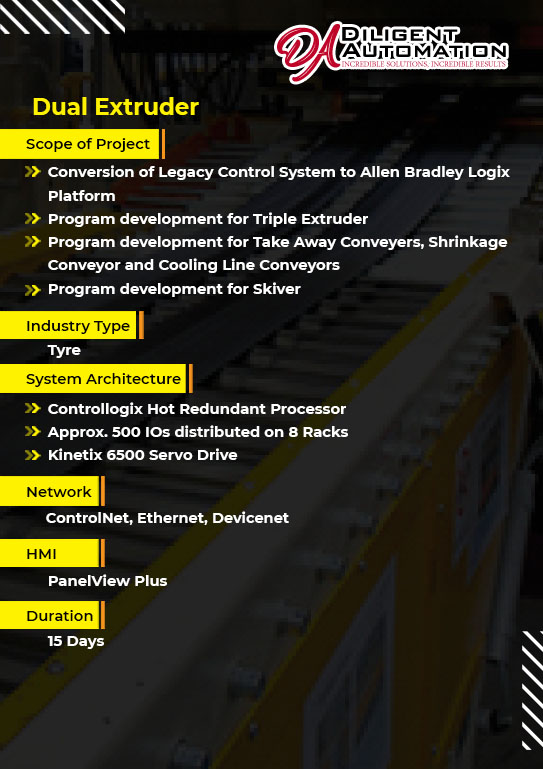 DILIGENT
AUTOMATION
INCREDIBLE SOLUTIONS, INCREDIBLE RESULTS
Dual Extruder
Scope of Project
Conversion of Legacy Control System to Allen Bradley Logix
Platform
Program development for Triple Extruder
Program development for Take Away Conveyers, Shrinkage
Conveyor and Cooling Line Conveyors
Program development for Skiver
Industry Type
Tyre
System Architecture
Controllogix Hot Redundant Processor
Approx. 500 IOs distributed on 8 Racks
Kinetix 6500 Servo Drive
Network
ControlNet, Ethernet, Devicenet
HMI
PanelView Plus
Duration
15 Days